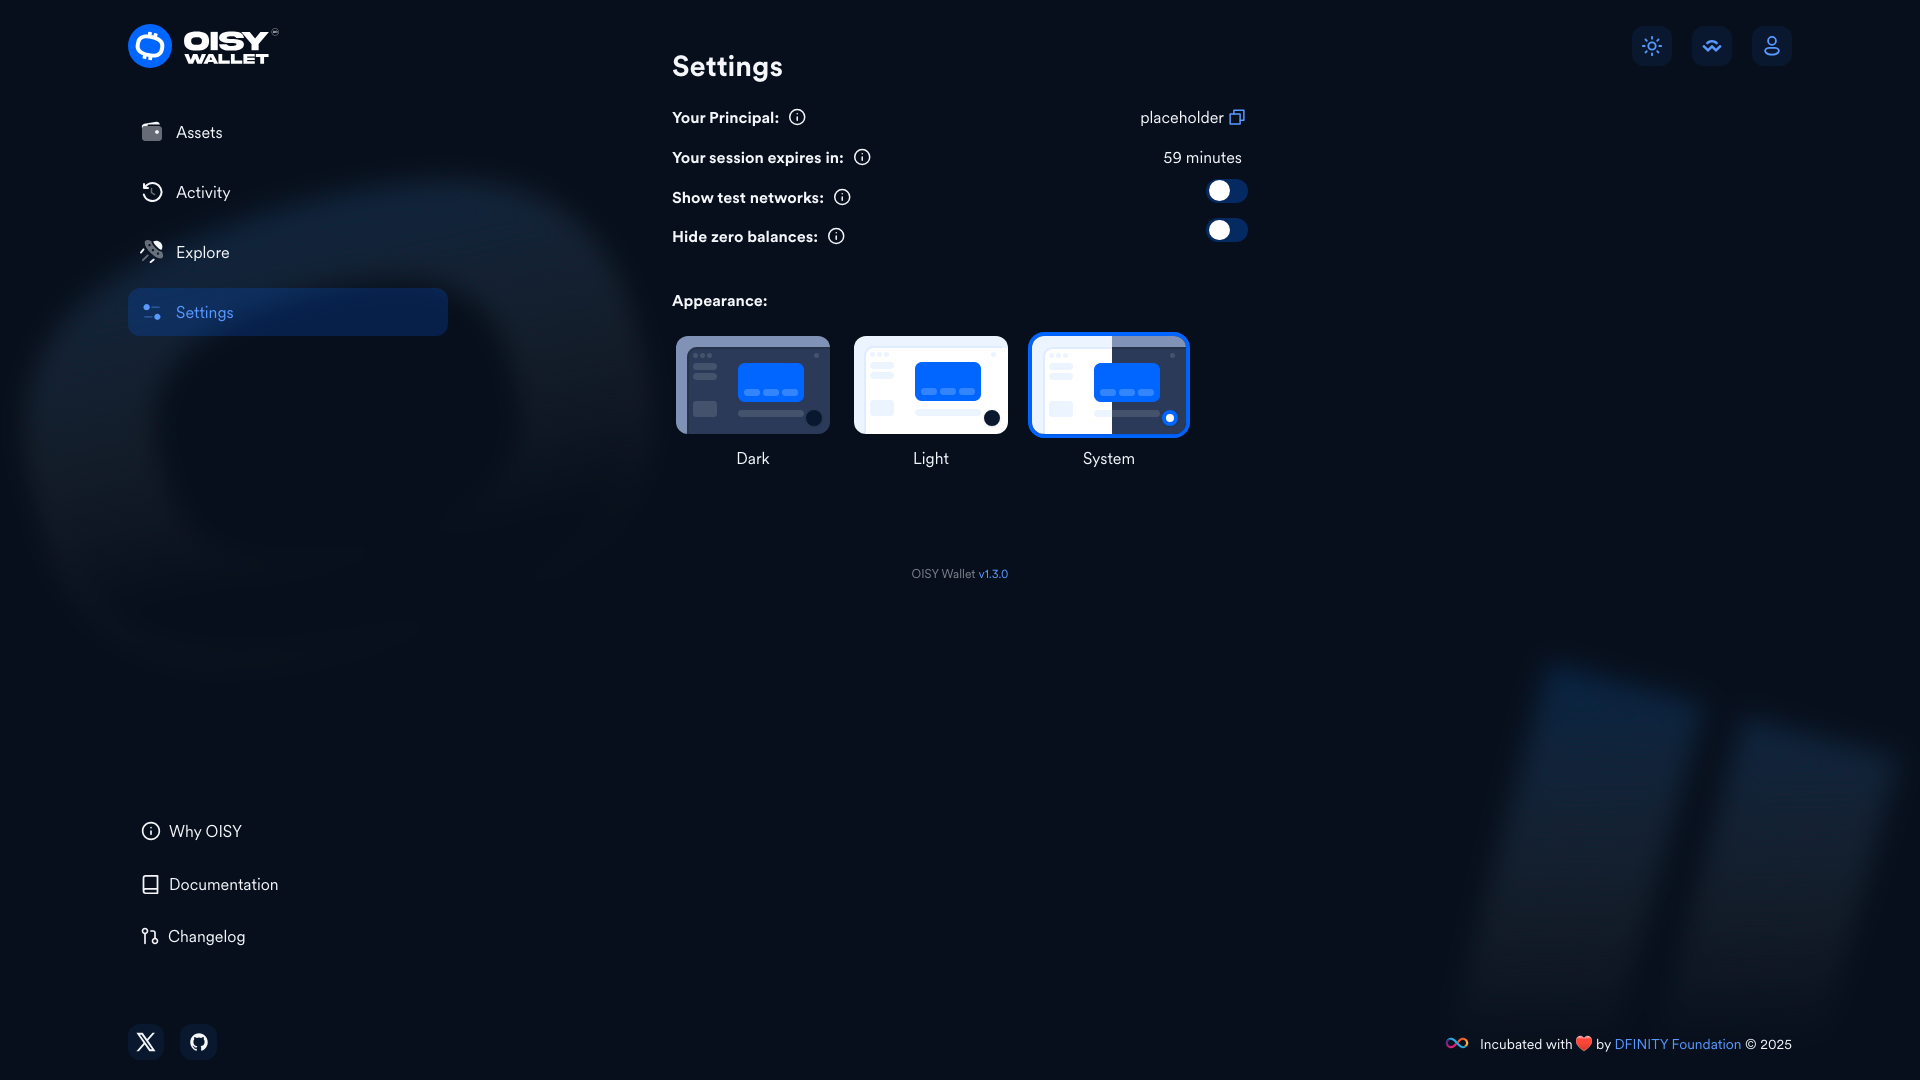 OISY
WALLET
Settings
Your Principal:
placeholder
Assets
Your session expires in:
59 minutes
Activity
Show test networks:
Hide zero balances:
Explore
Appearance:
Settings
Dark
Light
System
OISY Wallet v1.3.0
Why OISY
Documentation
Changelog
Incubated with ❤️ by DFINITY Foundation © 2025